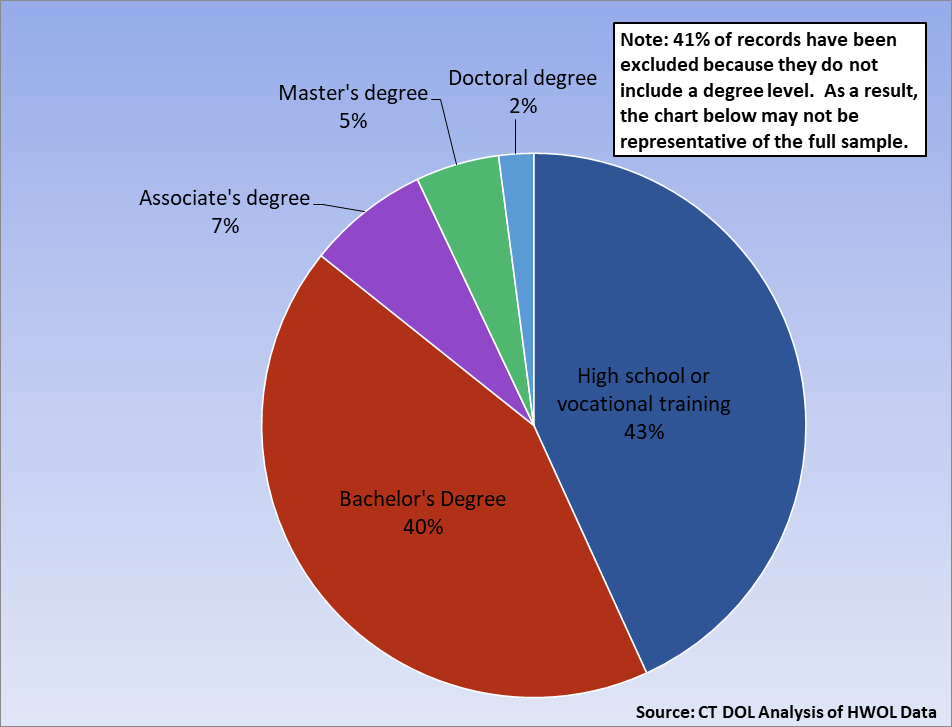 Note: 41% of records have been
excluded because they do not
include a degree level.  As a result,
the chart below may not be
representative of the full sample.
Doctoral degree
2%
Master's degree
5%
Associate's degree
7%
High school or
vocational training
43%
Bachelor's Degree
40%
Source: CT DOL Analysis of HWOL Data